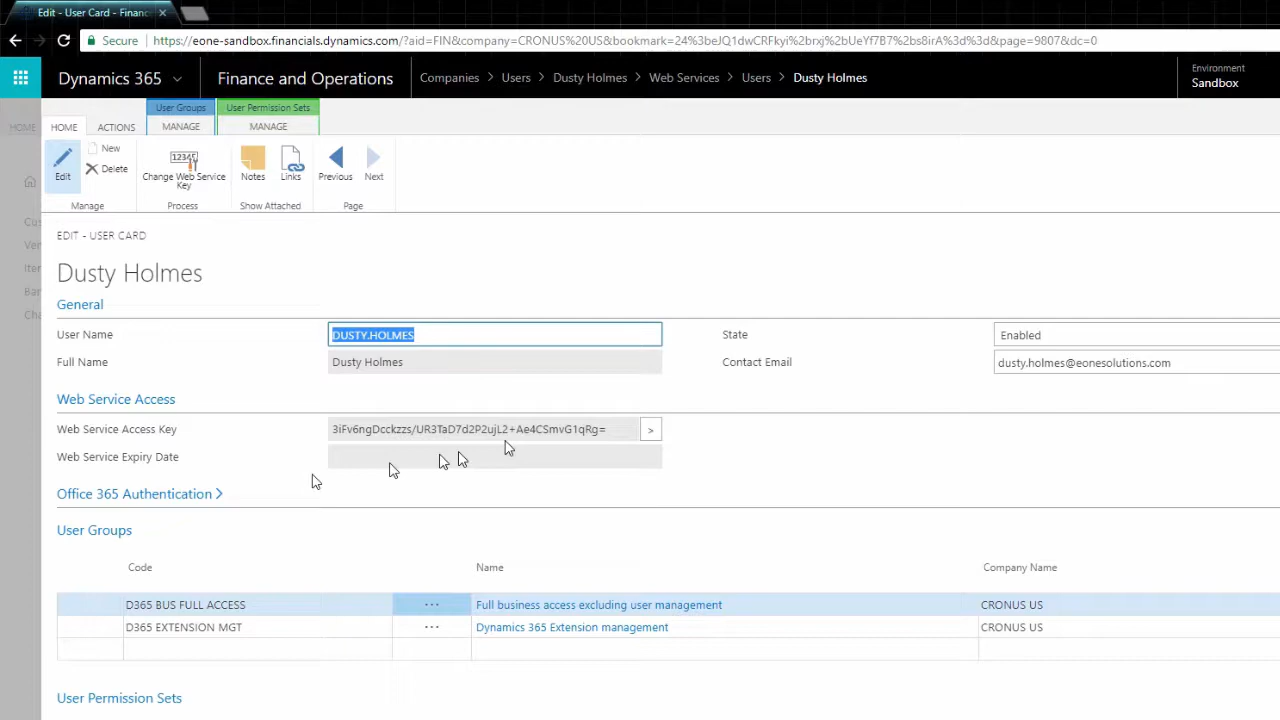 Edit - User Card - Financ
Secure
https://eone-sandbox.financials.dynamics.com/?aid=FIN&company=CRONUS%20US&bookmark=24%3beJQ1dwCRFkyi%2brxj%2bUeYf7B7%2bs8irA%3d%3d&page=9807&dc=0
Dynamics 365
Finance and Operations
Companies > Users > Dusty Holmes > Web Services > Users > Dusty Holmes
Environment
Sandbox
User Groups
User Permission Sets
HOME
HOME
ACTIONS
MANAGE
MANAGE
Edit
New
Delete
12345
Change Web Service
Key
Notes
Links
Previous
Next
Manage
Process
Show Attached
Page
EDIT - USER CARD
Dusty Holmes
General
User Name
DUSTY.HOLMES
State
Enabled
Full Name
Dusty Holmes
Contact Email
dusty.holmes@eonesolutions.com
Web Service Access
Web Service Access Key
3iFv6ngDcckzzs/UR3TaD7d2P2ujL2+Ae4CSmvG1qRg=
>
Web Service Expiry Date
Office 365 Authentication >
User Groups
Code
Name
Company Name
D365 BUS FULL ACCESS
···
Full business access excluding user management
CRONUS US
D365 EXTENSION MGT
···
Dynamics 365 Extension management
CRONUS US
User Permission Sets
Cus
Ven
Iter
Ban
Cha